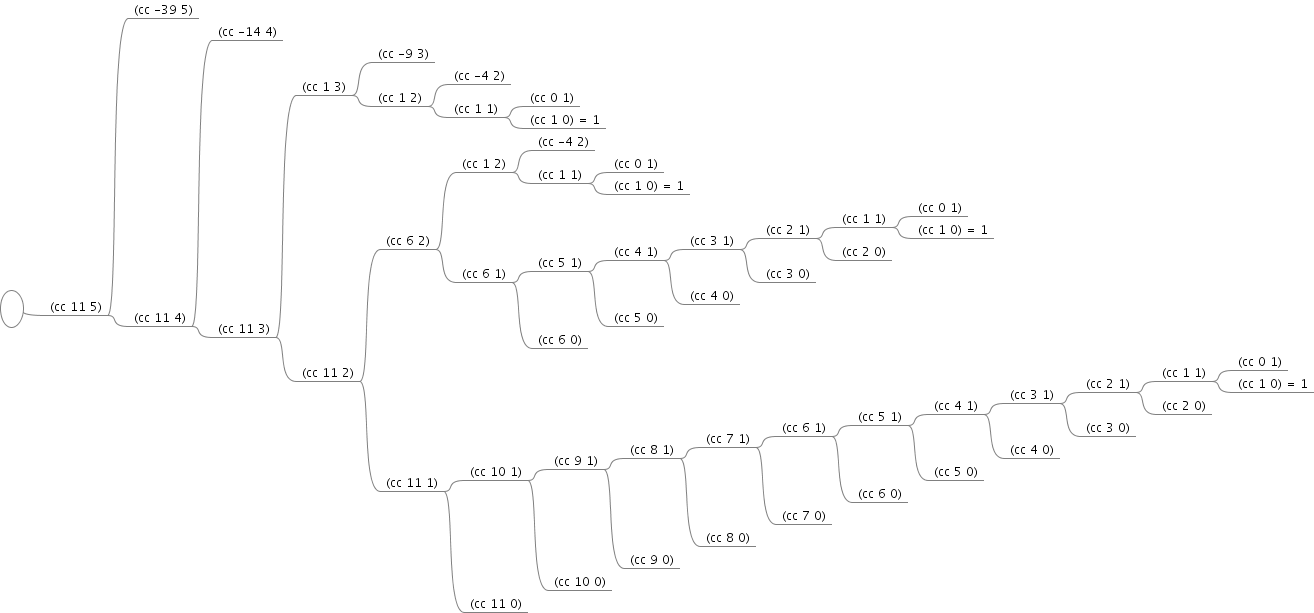 (cc -39 5)
(cc -14 4)
(cc -9 3)
(cc -4 2)
(cc 1 3)
(cc 1 2)
(cc 0 1)
(cc 1 1)
(cc 1 0) = 1
(cc -4 2)
(cc 1 2)
(cc 0 1)
(cc 1 1)
(cc 1 0) = 1
(cc 0 1)
(cc 1 1)
(cc 2 1)
(cc 1 0) = 1
(cc 6 2)
(cc 3 1)
(cc 4 1)
(cc 2 0)
(cc 5 1)
(cc 6 1)
(cc 3 0)
(cc 4 0)
(cc 11 5)
(cc 11 4)
(cc 5 0)
(cc 11 3)
(cc 6 0)
(cc 0 1)
(cc 11 2)
(cc 1 1)
(cc 2 1)
(cc 1 0) = 1
(cc 3 1)
(cc 4 1)
(cc 2 0)
(cc 5 1)
(cc 6 1)
(cc 3 0)
(cc 7 1)
(cc 8 1)
(cc 4 0)
(cc 9 1)
(cc 10 1)
(cc 5 0)
(cc 11 1)
(cc 6 0)
(cc 7 0)
(cc 8 0)
(cc 9 0)
(cc 10 0)
(cc 11 0)